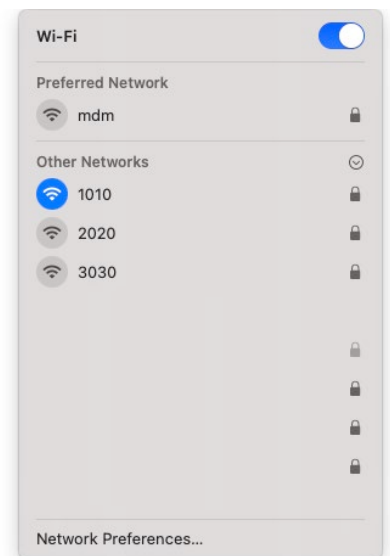 Wi-Fi
Preferred Network
mdm
Other Networks
1010
2020
3030
Network Preferences...